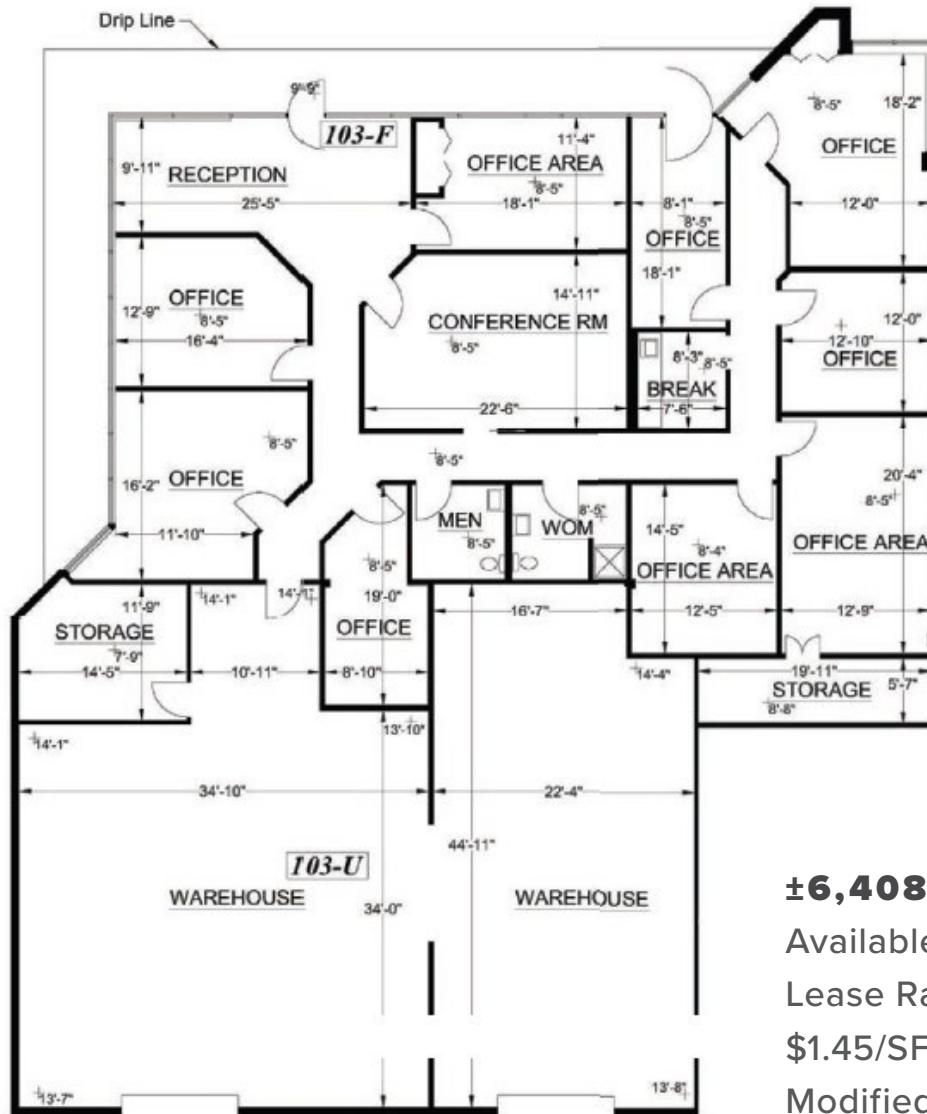 Drip Line
9'-9"
103-F
8'-5"
18'-2"
OFFICE
12'-0"
9'-11"
RECEPTION
25'-5"
11'-4"
OFFICE AREA
8'-5"
18'-1"
8'-1"
8'-5"
OFFICE
18'-1"
12'-9"
OFFICE
8'-5"
16'-4"
14'-11"
CONFERENCE RM
8'-5"
22'-6"
12'-0"
12'-10"
OFFICE
8'-3"
8'-5"
BREAK
7'-6"
8'-5"
16'-2"
OFFICE
11'-10"
8'-5"
20'-4"
8'-5"
OFFICE AREA
12'-9"
MEN
8'-5"
WOM
8'-5"
14'-5"
8'-4"
OFFICE AREA
12'-5"
8'-5"
19'-0"
OFFICE
8'-10"
11'-9"
STORAGE
7'-9"
14'-5"
14'-1"
14'-1"
10'-11"
16'-7"
14'-4"
19'-11"
5'-7"
STORAGE
8'-8"
14'-1"
13'-10"
34'-10"
22'-4"
44'-11"
103-U
WAREHOUSE
34'-0"
WAREHOUSE
13'-7"
13'-8"
±6,408
Available
Lease Ra
$1.45/SF
Modified